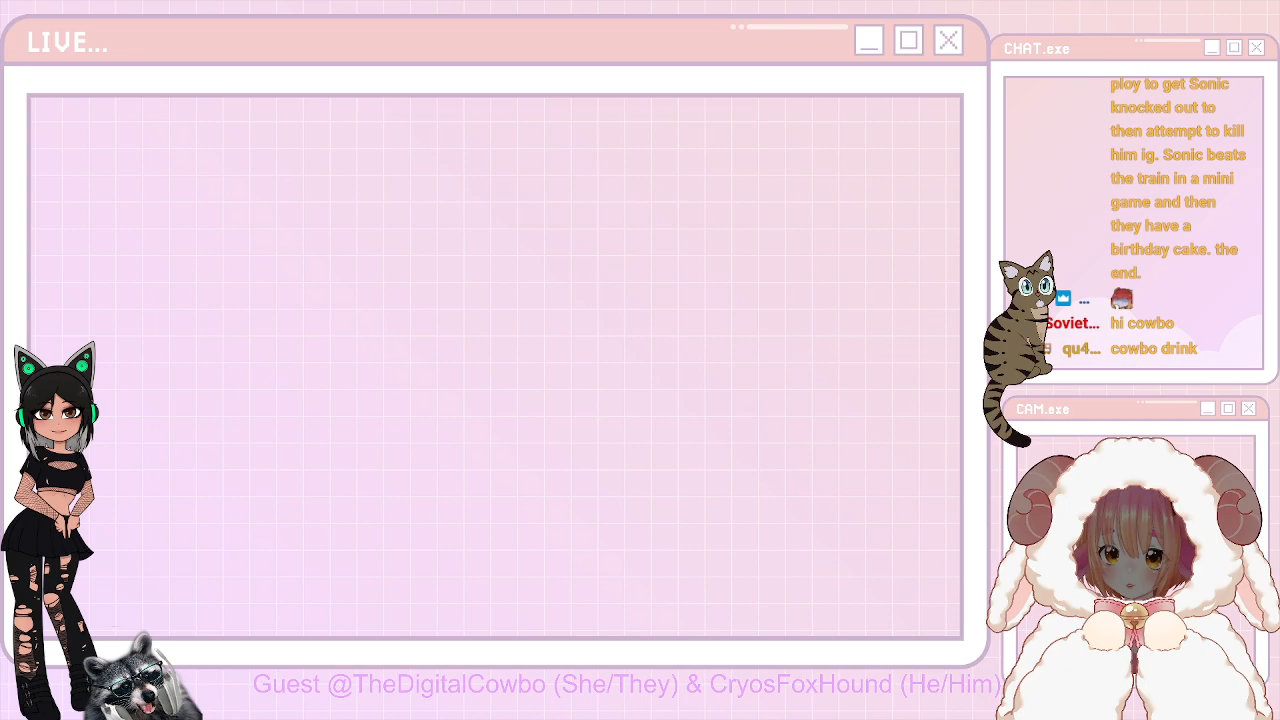 LIVE...
CHAT.exe
ploy to get Sonic
knocked out to
then attempt to kill
him ig. Sonic beats
the train in a mini
game and then
they have a
birthday cake. the
end.
...
Soviet... hi cowbo
qu4... cowbo drink
CAM.exe
Guest @TheDigitalCowbo (She/They) & CryosFoxHound (He/Him)